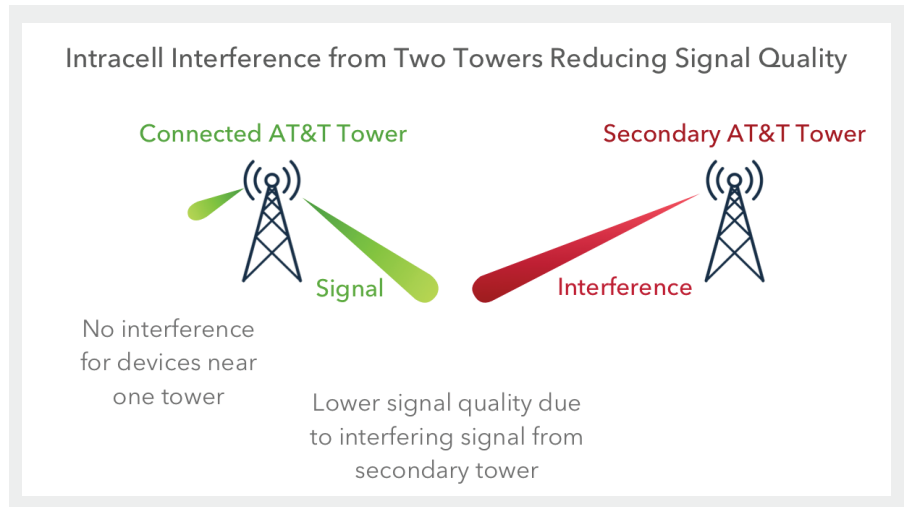 Intracell Interference from Two Towers Reducing Signal Quality
Connected AT&T Tower
Secondary AT&T Tower
Signal
Interference
No interference
for devices near
one tower
Lower signal quality due
to interfering signal from
secondary tower